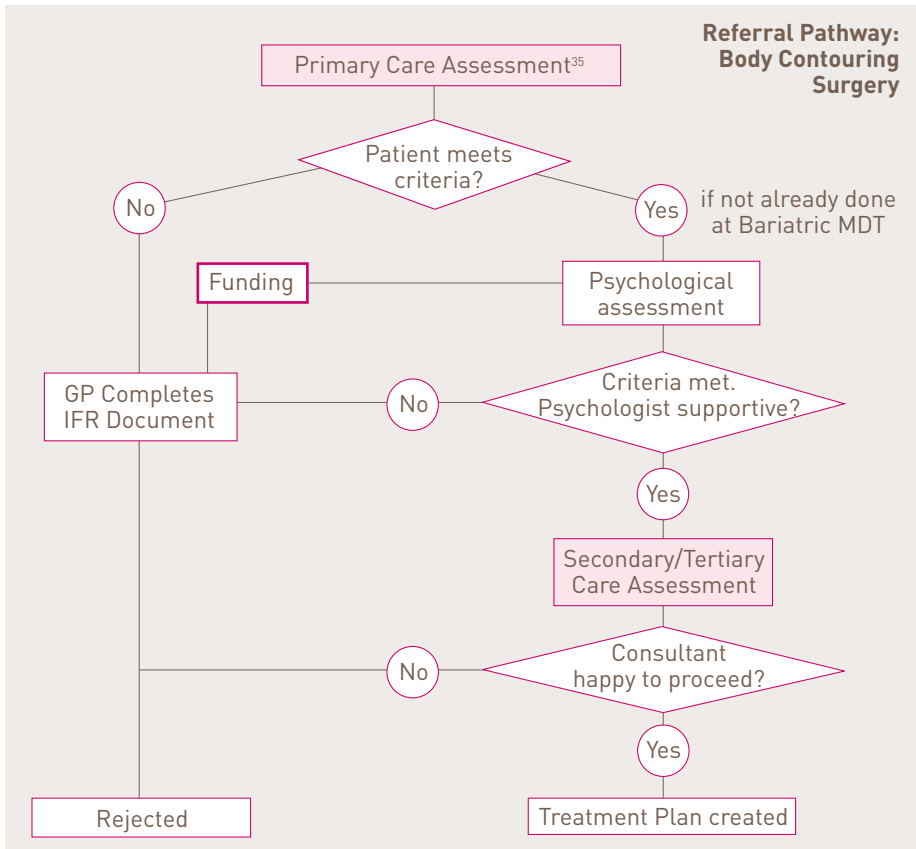 Referral Pathway:
Body Contouring
Surgery
Primary Care Assessment³⁵
Patient meets
criteria?
No
Yes
if not already done
at Bariatric MDT
Funding
Psychological
assessment
GP Completes
IFR Document
No
Criteria met.
Psychologist supportive?
Yes
Secondary/Tertiary
Care Assessment
No
Consultant
happy to proceed?
Yes
Rejected
Treatment Plan created